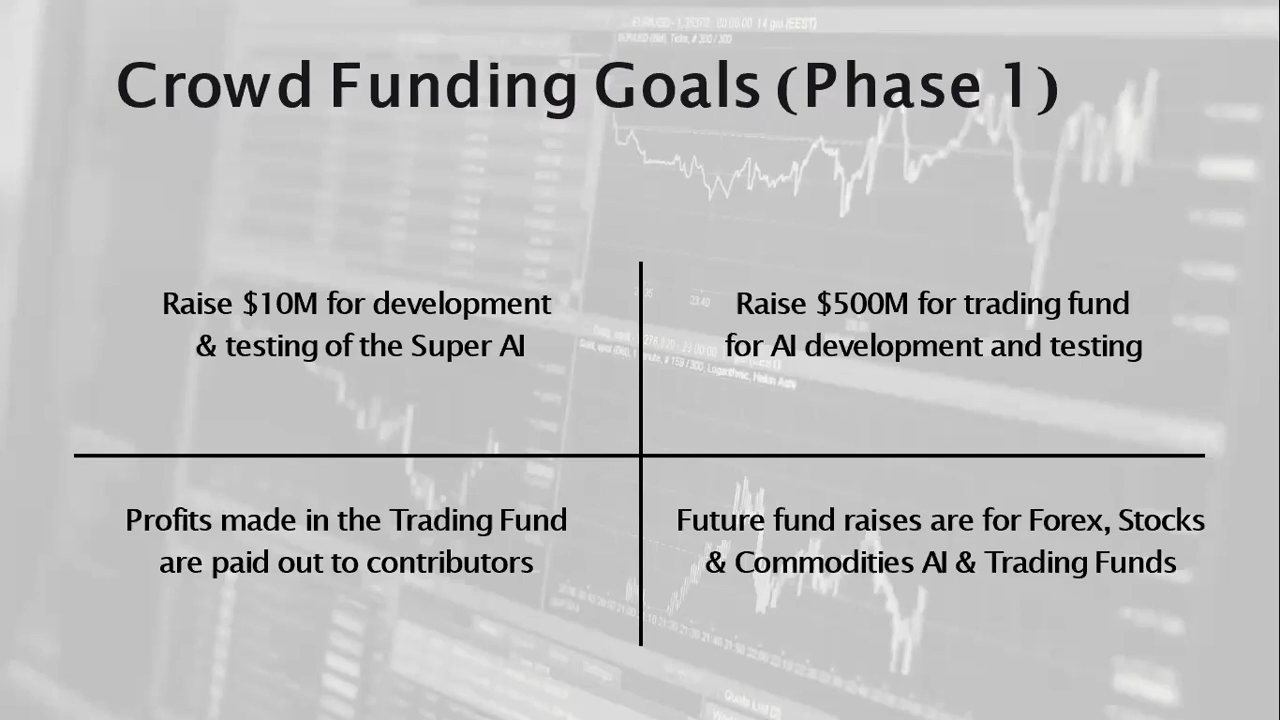 Crowd Funding Goals (Phase 1)
Raise $10M for development
& testing of the Super AI
Raise $500M for trading fund
for AI development and testing
Profits made in the Trading Fund
are paid out to contributors
Future fund raises are for Forex, Stocks
& Commodities AI & Trading Funds